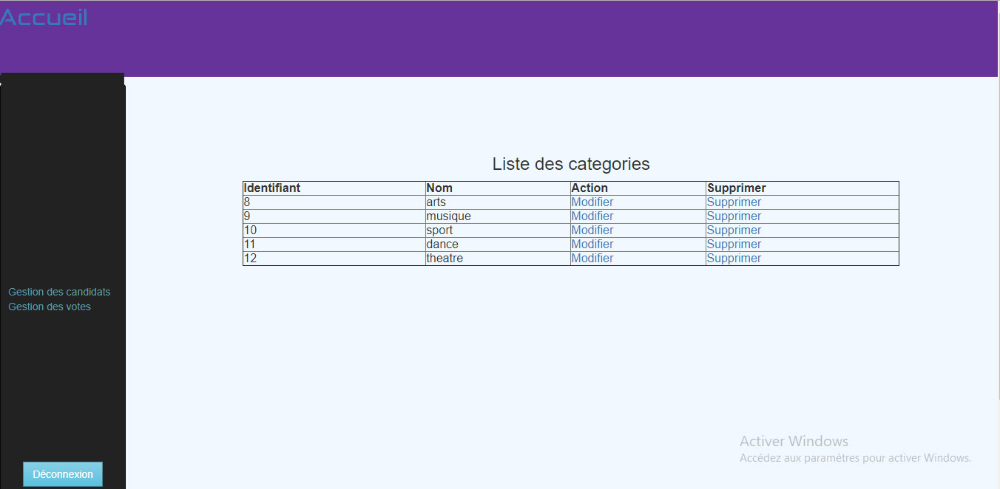 Accueil
Liste des categories
Identifiant Nom Action Supprimer
8 arts Modifier Supprimer
9 musique Modifier Supprimer
10 sport Modifier Supprimer
11 dance Modifier Supprimer
12 theatre Modifier Supprimer
Gestion des candidats
Gestion des votes
Déconnexion
Activer Windows
Accédez aux paramètres pour activer Windows.